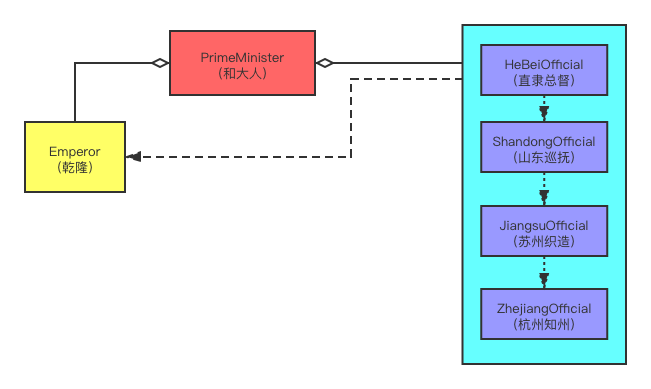 PrimeMinister
（和大人）
Emperor
（乾隆）
HeBeiOfficial
（直隶总督）
ShandongOfficial
（山东巡抚）
JiangsuOfficial
（苏州织造）
ZhejiangOfficial
（杭州知州）